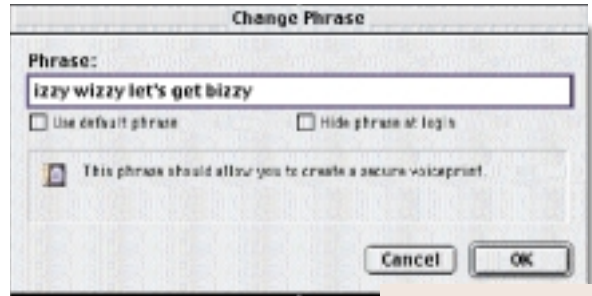 Change Phrase
Phrase:
izzy wizzy let's get bizzy
Use default phrase
Hide phrase at login
This phrase should allow you to create a secure voiceprint.
Cancel
OK